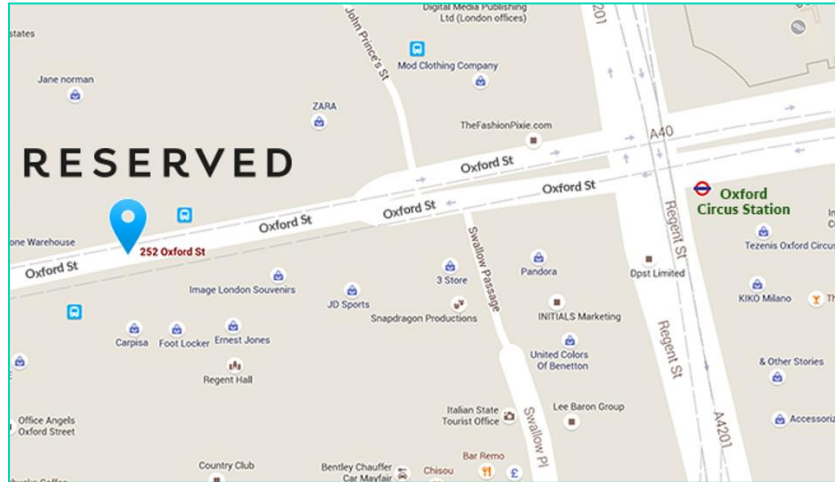 Digital Media Publishing
Ltd (London offices)
states
John Prince's St
A4201
Mod Clothing Company
Jane norman
ZARA
TheFashionPixie.com
A40
RESERVED
Oxford St
Oxford St
Oxford
Circus Station
Oxford St
Oxford St
Regent St
one Warehouse
252 Oxford St
Oxford St
Swallow Passage
Tezenis Oxford Circus
3 Store
Pandora
Dpst Limited
Image London Souvenirs
JD Sports
KIKO Milano
Th
Snapdragon Productions
INITIALS Marketing
Carpisa
Foot Locker
Ernest Jones
United Colors
Of Benetton
Regent St
& Other Stories
Regent Hall
Italian State
Tourist Office
Lee Baron Group
Swallow Pl
A4201
Accessoriz
Office Angels
Oxford Street
Country Club
Bentley Chauffer
Car Mayfair
Chisou
Bar Remo
£